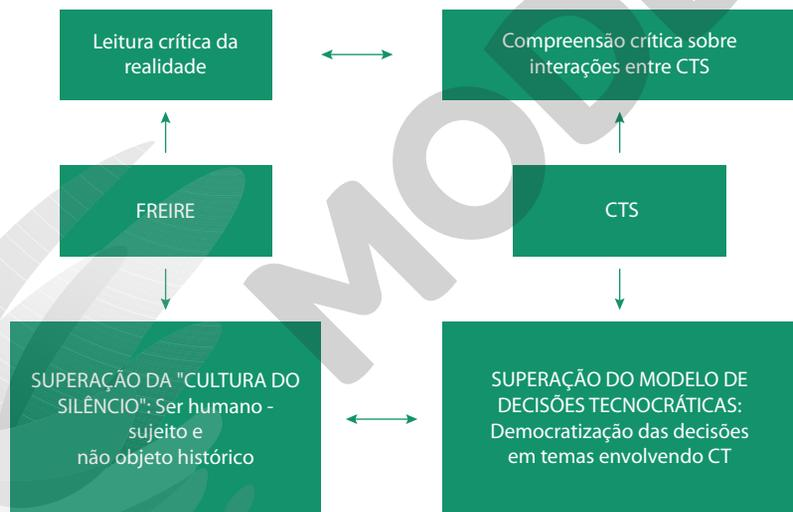 Leitura crítica da
realidade
Compreensão crítica sobre
interações entre CTS
FREIRE
CTS
SUPERAÇÃO DA "CULTURA DO
SILÊNCIO": Ser humano -
sujeito e
não objeto histórico
SUPERAÇÃO DO MODELO DE
DECISÕES TECNOCRÁTICAS:
Democratização das decisões
em temas envolvendo CT